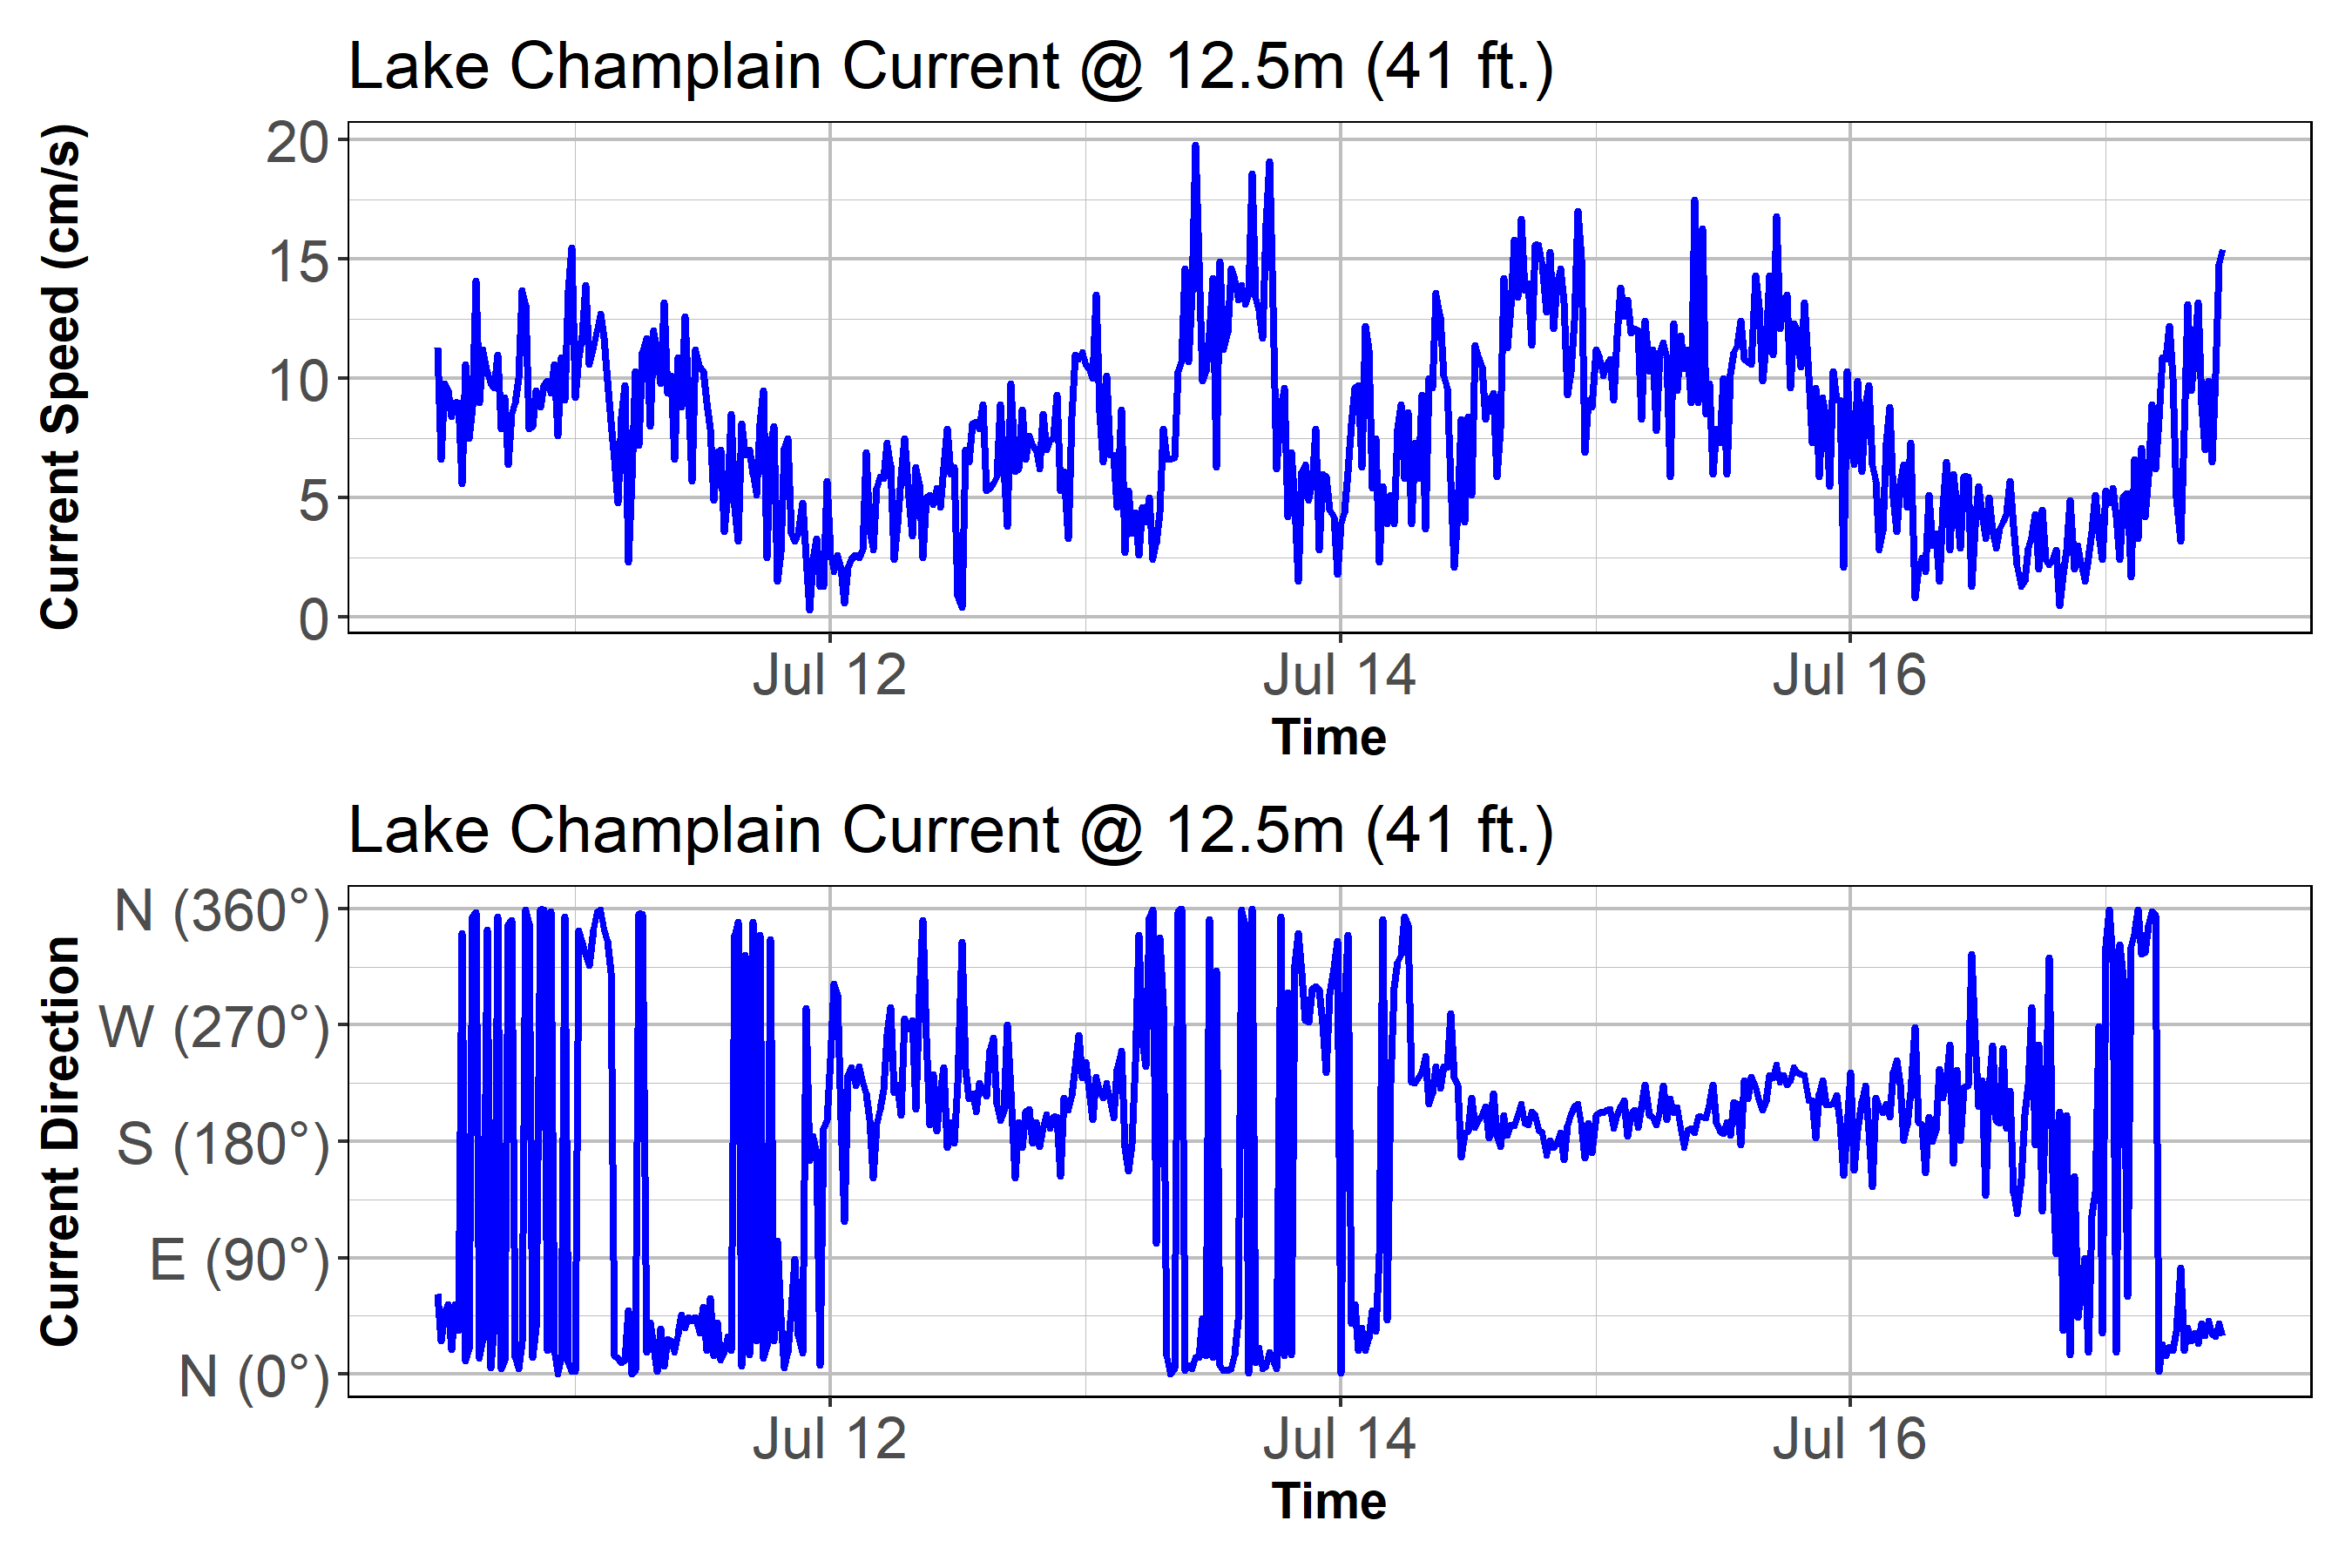 Lake Champlain Current @ 12.5m (41 ft.)
Current Speed (cm/s)
20
15
10
5
0
Jul 12 Jul 14 Jul 16
Time
Lake Champlain Current @ 12.5m (41 ft.)
Current Direction
N (360°)
W (270°)
S (180°)
E (90°)
N (0°)
Jul 12 Jul 14 Jul 16
Time